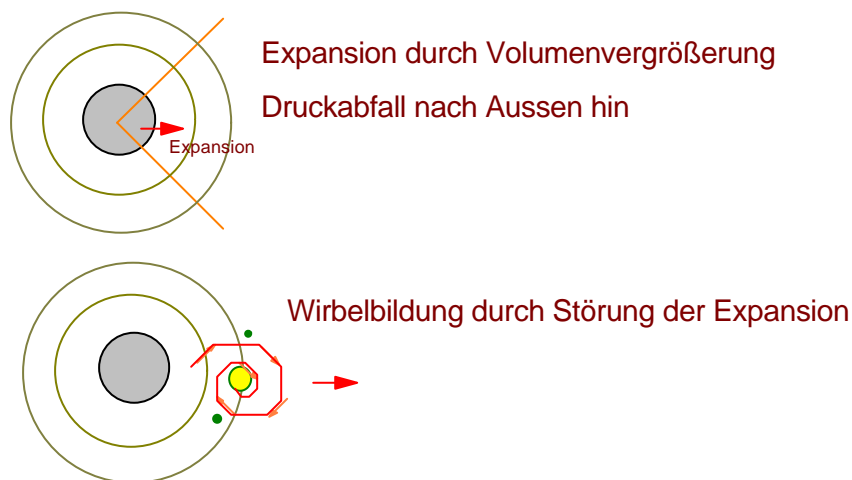 Expansion durch Volumenvergrößerung
Druckabfall nach Aussen hin
Expansion
Wirbelbildung durch Störung der Expansion